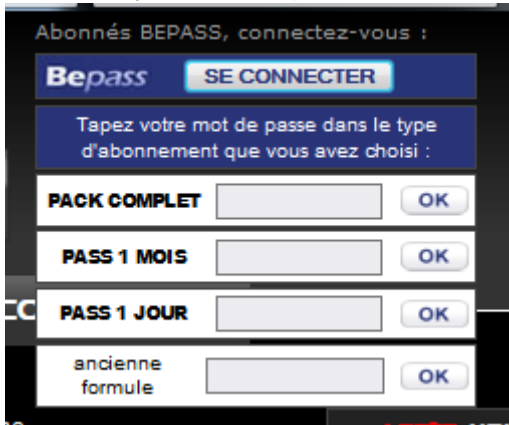 Abonnés BEPASS, connectez-vous :
Bepass SE CONNECTER
Tapez votre mot de passe dans le type
d'abonnement que vous avez choisi :
PACK COMPLET OK
PASS 1 MOIS OK
PASS 1 JOUR OK
ancienne
formule OK